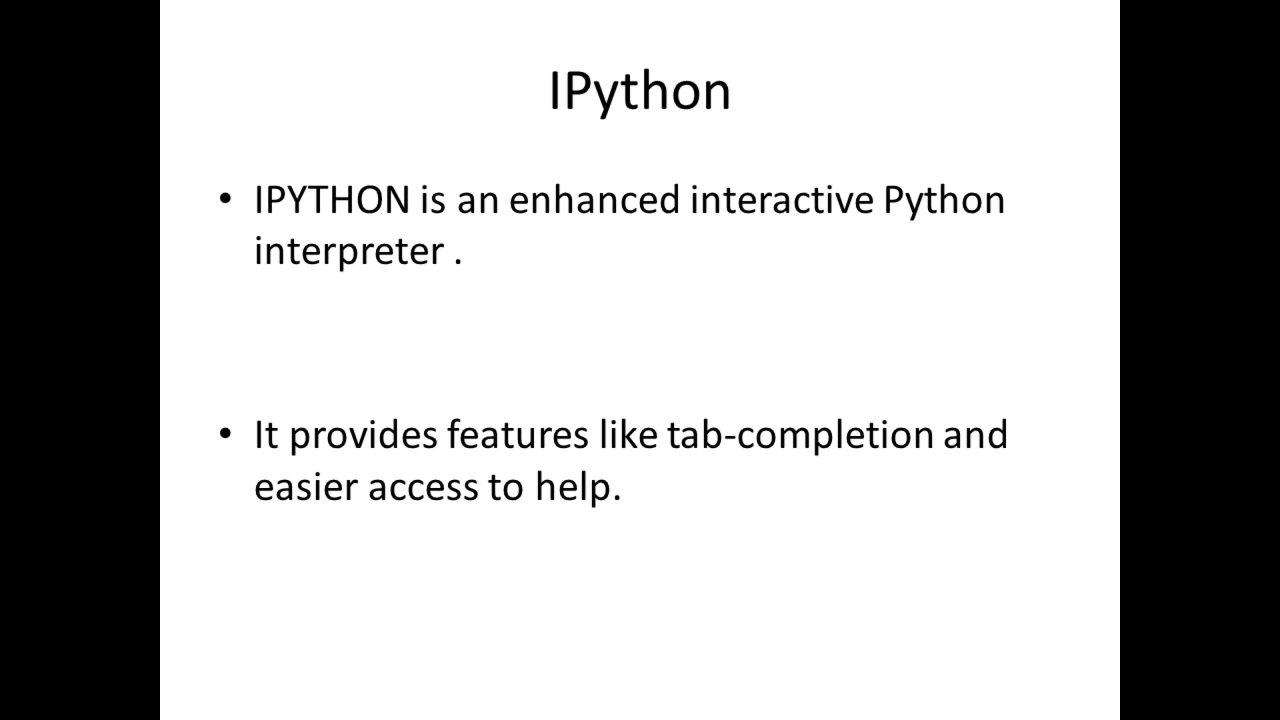 IPython
• IPYTHON is an enhanced interactive Python
interpreter .
• It provides features like tab-completion and
easier access to help.